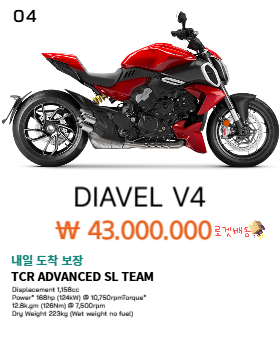 04
DIAVEL V4
₩ 43.000.000 로켓배송
내일 도착 보장
TCR ADVANCED SL TEAM
Displacement 1,158cc
Power" 168hp (124kW) @ 10,750rpmTorque"
12.8k.gm (126Nm) @ 7,500rpm
Dry Weight 223kg (Wet weight no fuel)